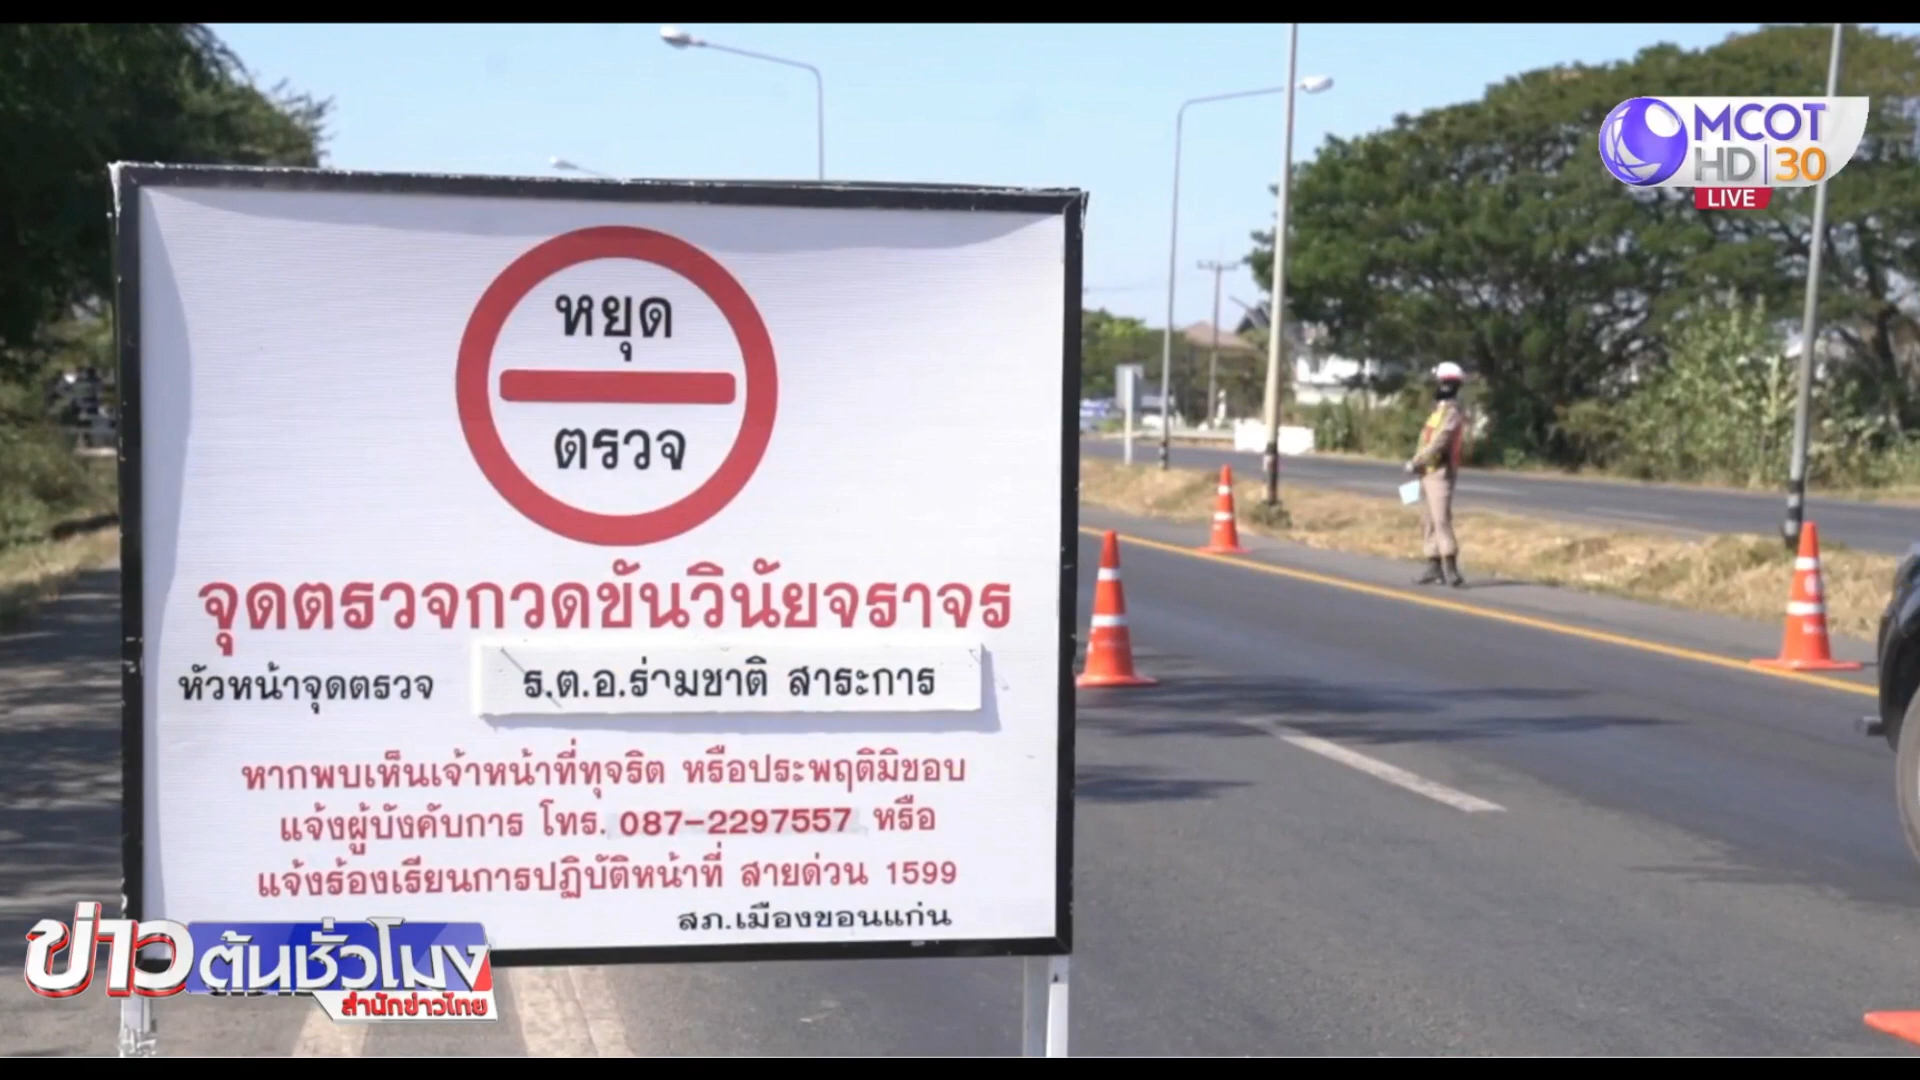 MCOT
HD 30
LIVE
หยุด
ตรวจ
จุดตรวจกวดขันวินัยจราจร
หัวหน้าจุดตรวจ ร.ต.อ.ร่ามชาติ สาระการ
หากพบเห็นเจ้าหน้าที่ทุจริต หรือประพฤติมิชอบ
แจ้งผู้บังคับการ โทร. 087-2297557 หรือ
แจ้งร้องเรียนการปฏิบัติหน้าที่ สายด่วน 1599
สภ.เมืองขอนแก่น
ข่าวต้นชั่วโมง
สำนักข่าวไทย